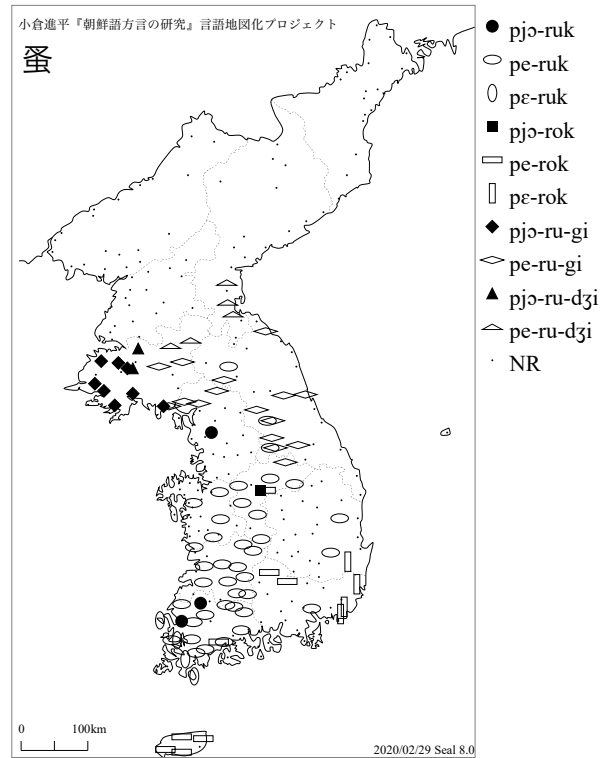 小倉進平『朝鮮語方言の研究』言語地図化プロジェクト
蚤
pjɔ-ruk
pe-ruk
pɛ-ruk
pjɔ-rok
pe-rok
pɛ-rok
pjɔ-ru-gi
pe-ru-gi
pjɔ-ru-dʒi
pe-ru-dʒi
NR
0 100km
2020/02/29 Seal 8.0